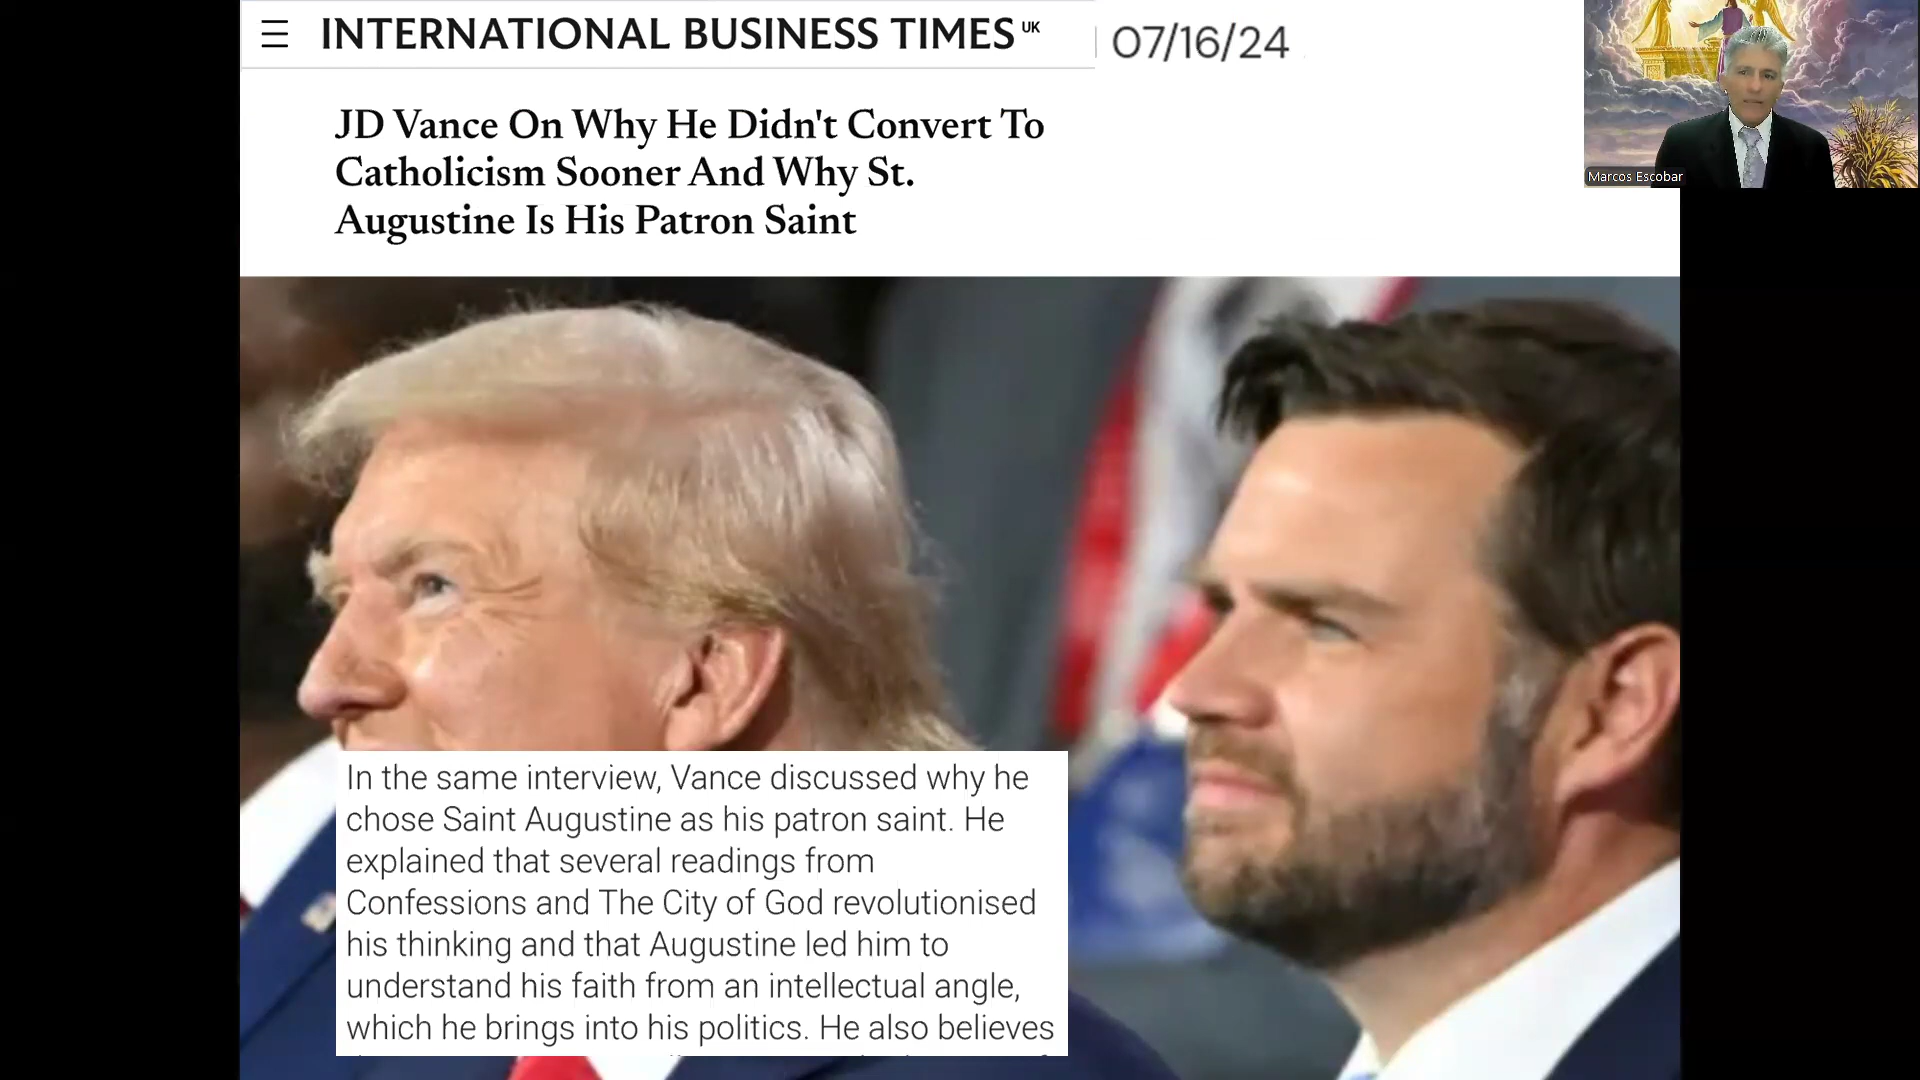 INTERNATIONAL BUSINESS TIMES UK
07/16/24
Marcos Escobar
JD Vance On Why He Didn't Convert To
Catholicism Sooner And Why St.
Augustine Is His Patron Saint
In the same interview, Vance discussed why he
chose Saint Augustine as his patron saint. He
explained that several readings from
Confessions and The City of God revolutionised
his thinking and that Augustine led him to
understand his faith from an intellectual angle,
which he brings into his politics. He also believes